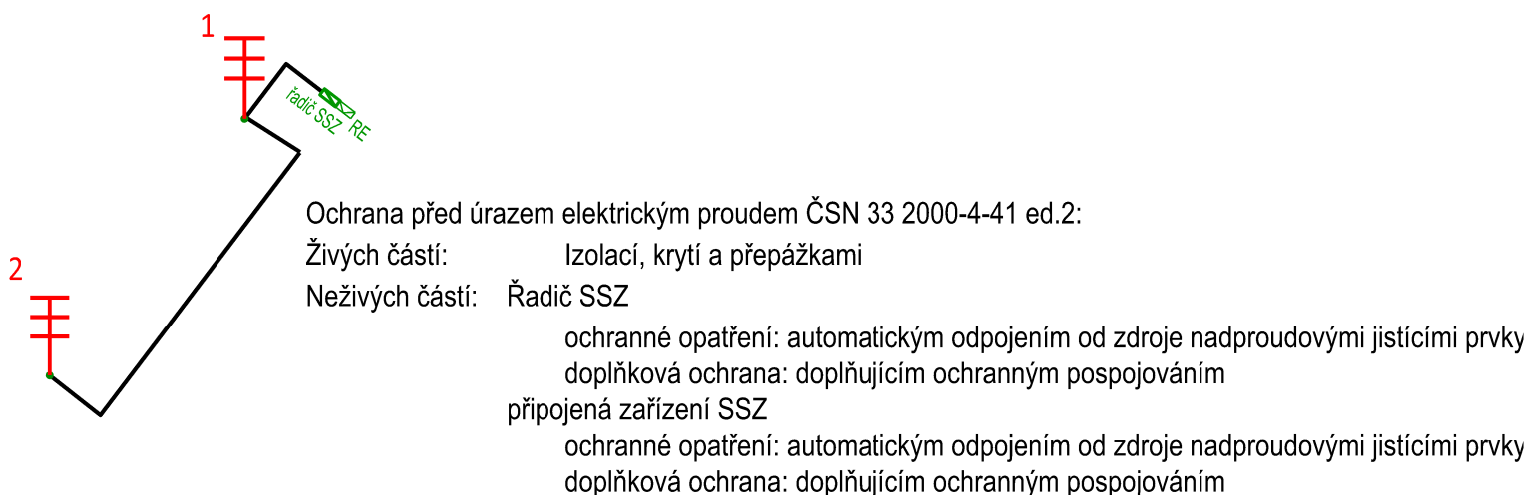 1
řadič SSZ
RE
2
Ochrana před úrazem elektrickým proudem ČSN 33 2000-4-41 ed.2:
Živých částí: Izolací, krytí a přepážkami
Neživých částí: Řadič SSZ
ochranné opatření: automatickým odpojením od zdroje nadproudovými jistícími prvky
doplňková ochrana: doplňujícím ochranným pospojováním
připojená zařízení SSZ
ochranné opatření: automatickým odpojením od zdroje nadproudovými jistícími prvky
doplňková ochrana: doplňujícím ochranným pospojováním